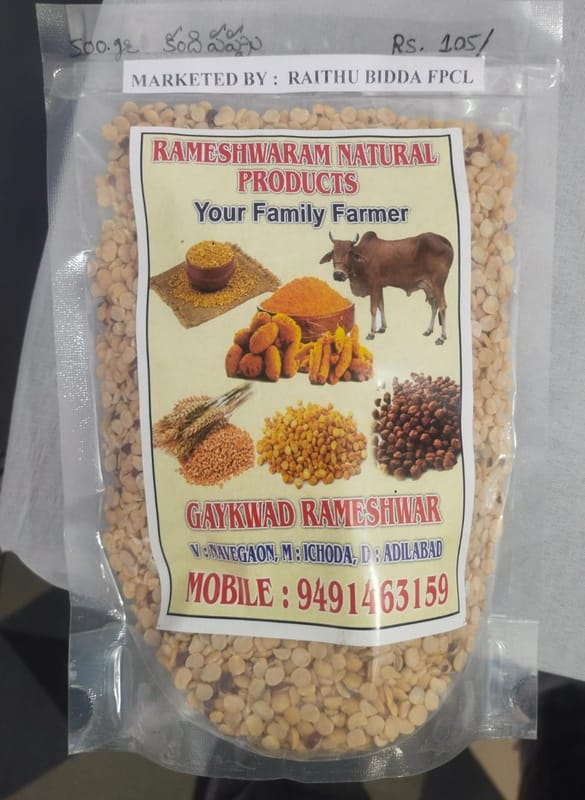 500.gr కంది పప్పు Rs. 105/
MARKETED BY : RAITHU BIDDA FPCL
RAMESHWARAM NATURAL
PRODUCTS
Your Family Farmer
GAYKWAD RAMESHWAR
V : NAVEGAON, M : ICHODA, D : ADILABAD
MOBILE : 9491463159